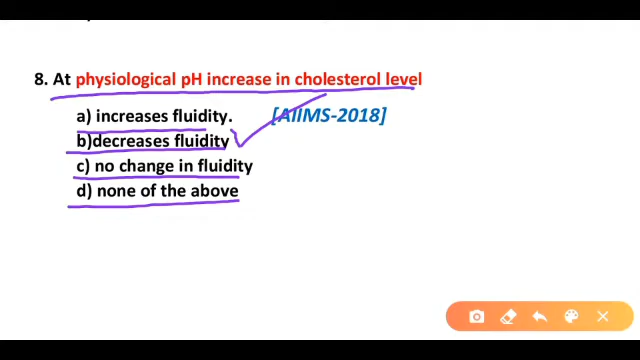 8. At physiological pH increase in cholesterol level
a) increases fluidity. [AIIMS-2018]
b)decreases fluidity
c) no change in fluidity
d) none of the above